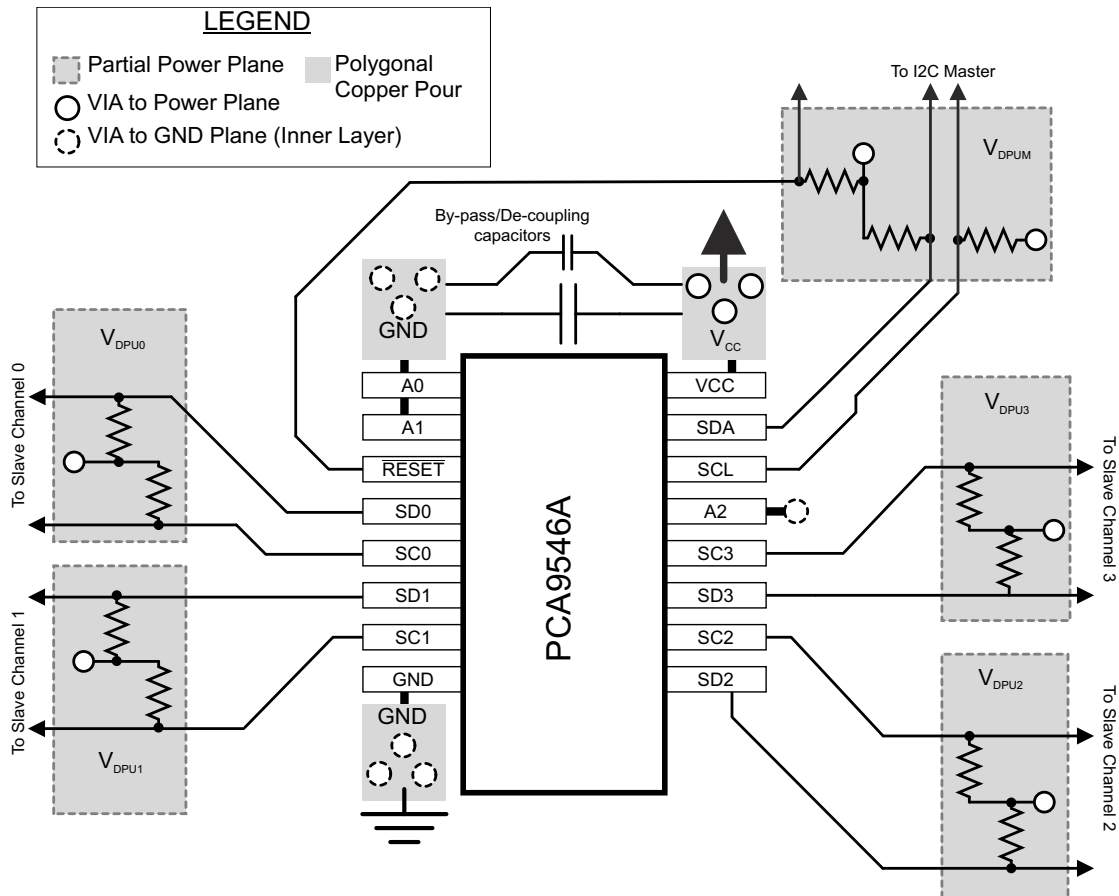 LEGEND
Partial Power Plane
Polygonal
Copper Pour
VIA to Power Plane
VIA to GND Plane (Inner Layer)
To I2C Master
VDPUM
By-pass/De-coupling
capacitors
GND
VCC
VDPU0
To Slave Channel 0
A0
A1
RESET
SD0
SC0
SD1
SC1
GND
GND
PCA9546A
VCC
SDA
SCL
A2
SC3
SD3
SC2
SD2
VDPU3
To Slave Channel 3
To Slave Channel 1
VDPU1
VDPU2
To Slave Channel 2